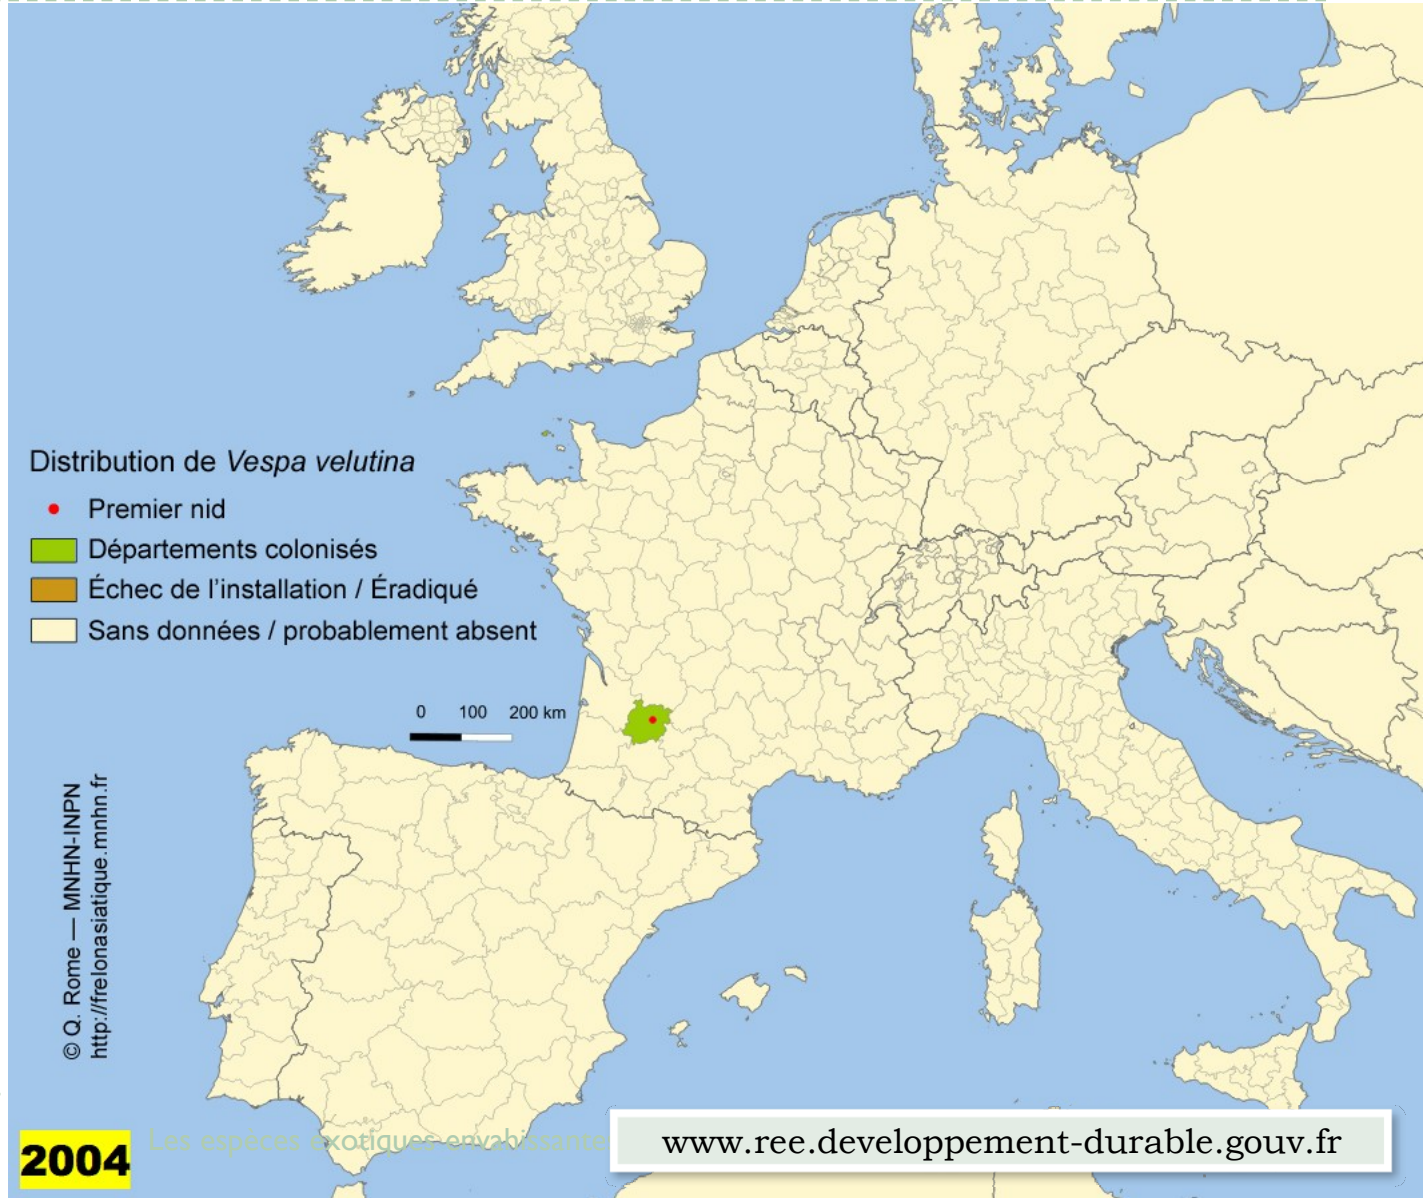 Distribution de Vespa velutina
Premier nid
Départements colonisés
Échec de l'installation / Éradiqué
Sans données / probablement absent
0 100 200 km
© Q. Rome — MNHN-INPN
http://frelonasiatique.mnhn.fr
2004
Les espèces exotiques envahissante
www.ree.developpement-durable.gouv.fr